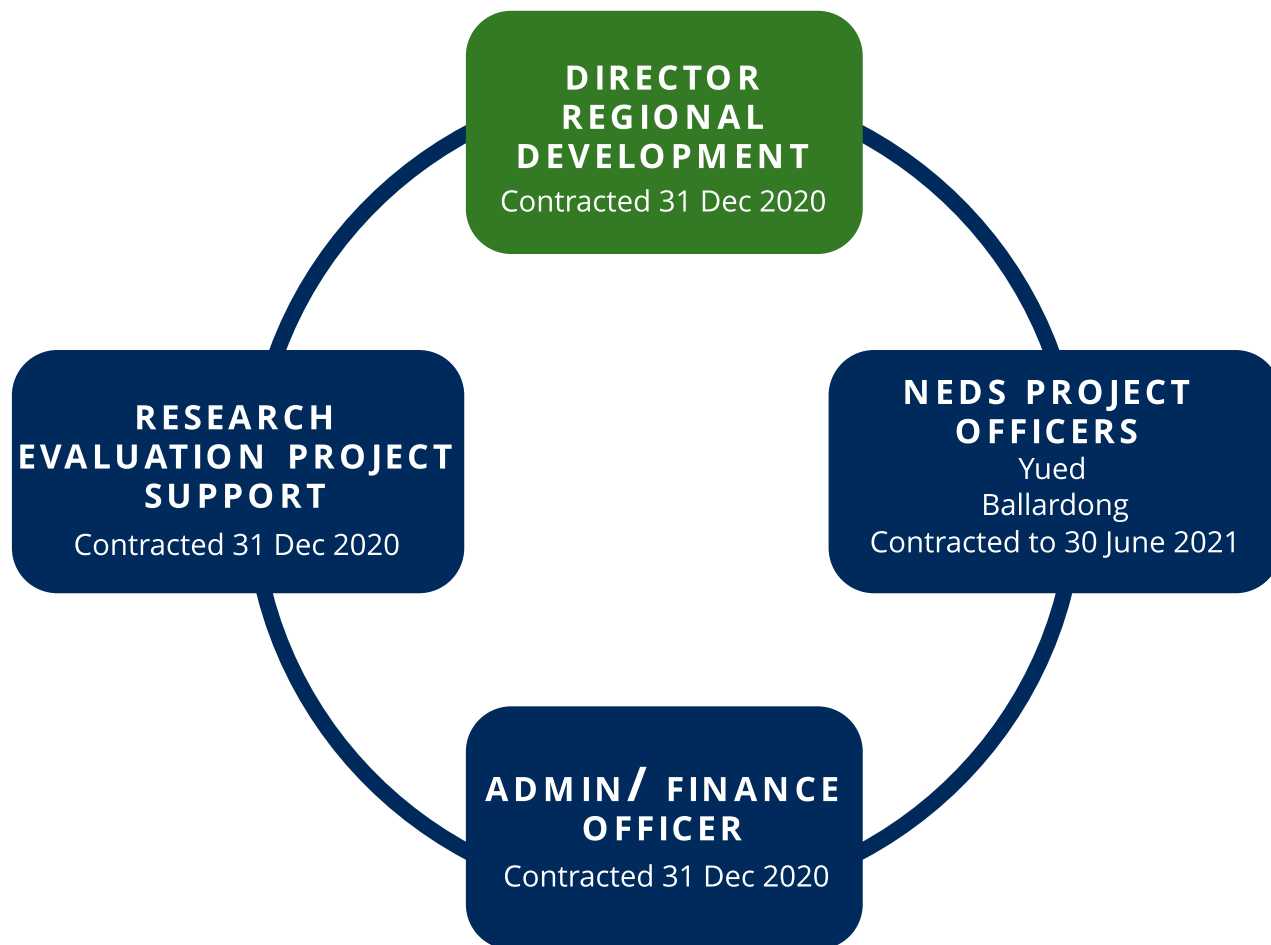 DIRECTOR
REGIONAL
DEVELOPMENT
Contracted 31 Dec 2020
RESEARCH
EVALUATION PROJECT
SUPPORT
Contracted 31 Dec 2020
NEDS PROJECT
OFFICERS
Yued
Ballardong
Contracted to 30 June 2021
ADMIN/ FINANCE
OFFICER
Contracted 31 Dec 2020